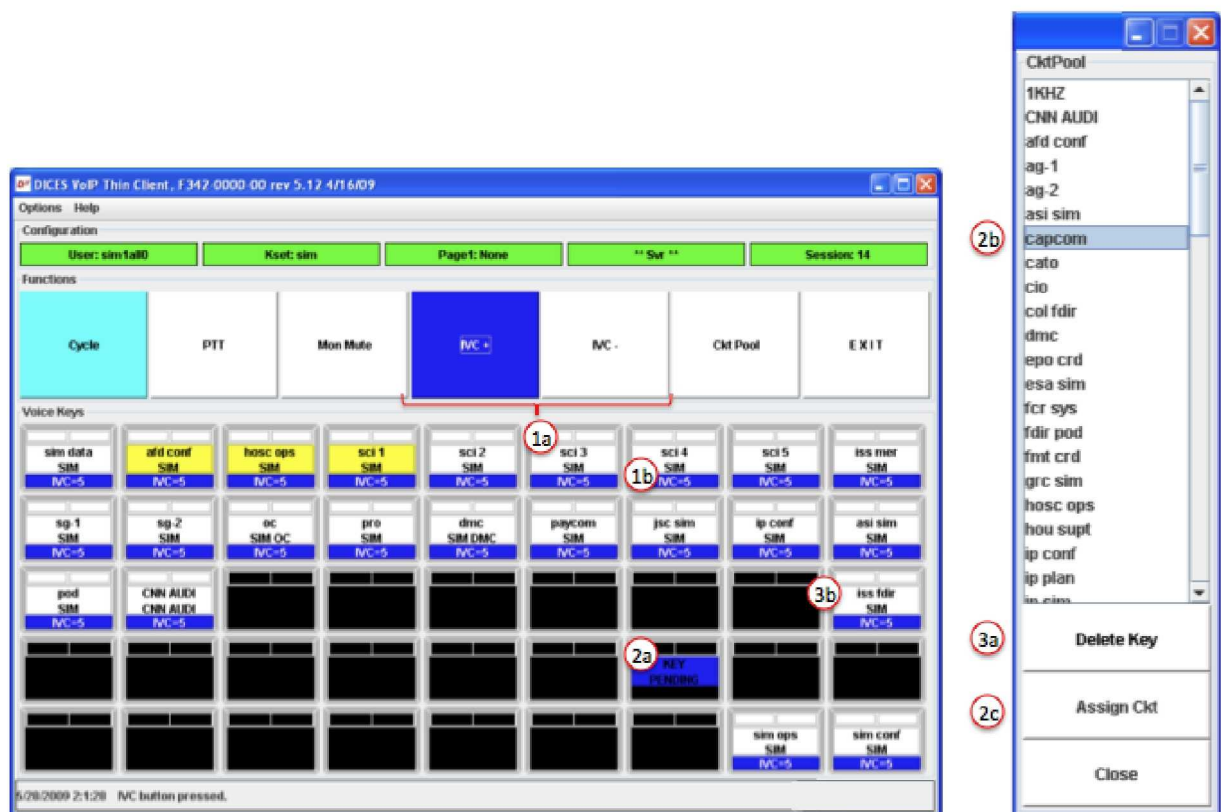 DICES VoIP Thin Client, F342-0000-00 rev 5.12 4/16/09
Options Help
Configuration
User: sim1all0 Kset: sim Page1: None ** Svr ** Session: 14
Functions
Cycle PTT Mon Mute IVC + IVC - Ckt Pool E X I T
Voice Keys
1a
sim data afd conf hosc ops sci 1 sci 2 sci 3 sci 4 sci 5 iss mer
SIM SIM SIM SIM SIM SIM SIM SIM SIM
1b
IVC=5 IVC=5 IVC=5 IVC=5 IVC=5 IVC=5 IVC=5 IVC=5 IVC=5
sg-1 sg-2 oc pro dmc paycom jsc sim ip conf asi sim
SIM SIM SIM OC SIM SIM DMC SIM SIM SIM SIM
IVC=5 IVC=5 IVC=5 IVC=5 IVC=5 IVC=5 IVC=5 IVC=5 IVC=5
pod CNN AUDI 3b iss fdir
SIM CNN AUDI SIM
IVC=5 IVC=5 IVC=5
2a KEY
PENDING
sim ops sim conf
SIM SIM
IVC=5 IVC=5
5/28/2009 2:1:28 IVC button pressed.
CktPool
1KHZ
CNN AUDI
afd conf
ag-1
ag-2
asi sim
2b capcom
cato
cio
col fdir
dmc
epo crd
esa sim
fcr sys
fdir pod
fmt crd
grc sim
hosc ops
hou supt
ip conf
ip plan
ip sim
3a Delete Key
2c Assign Ckt
Close